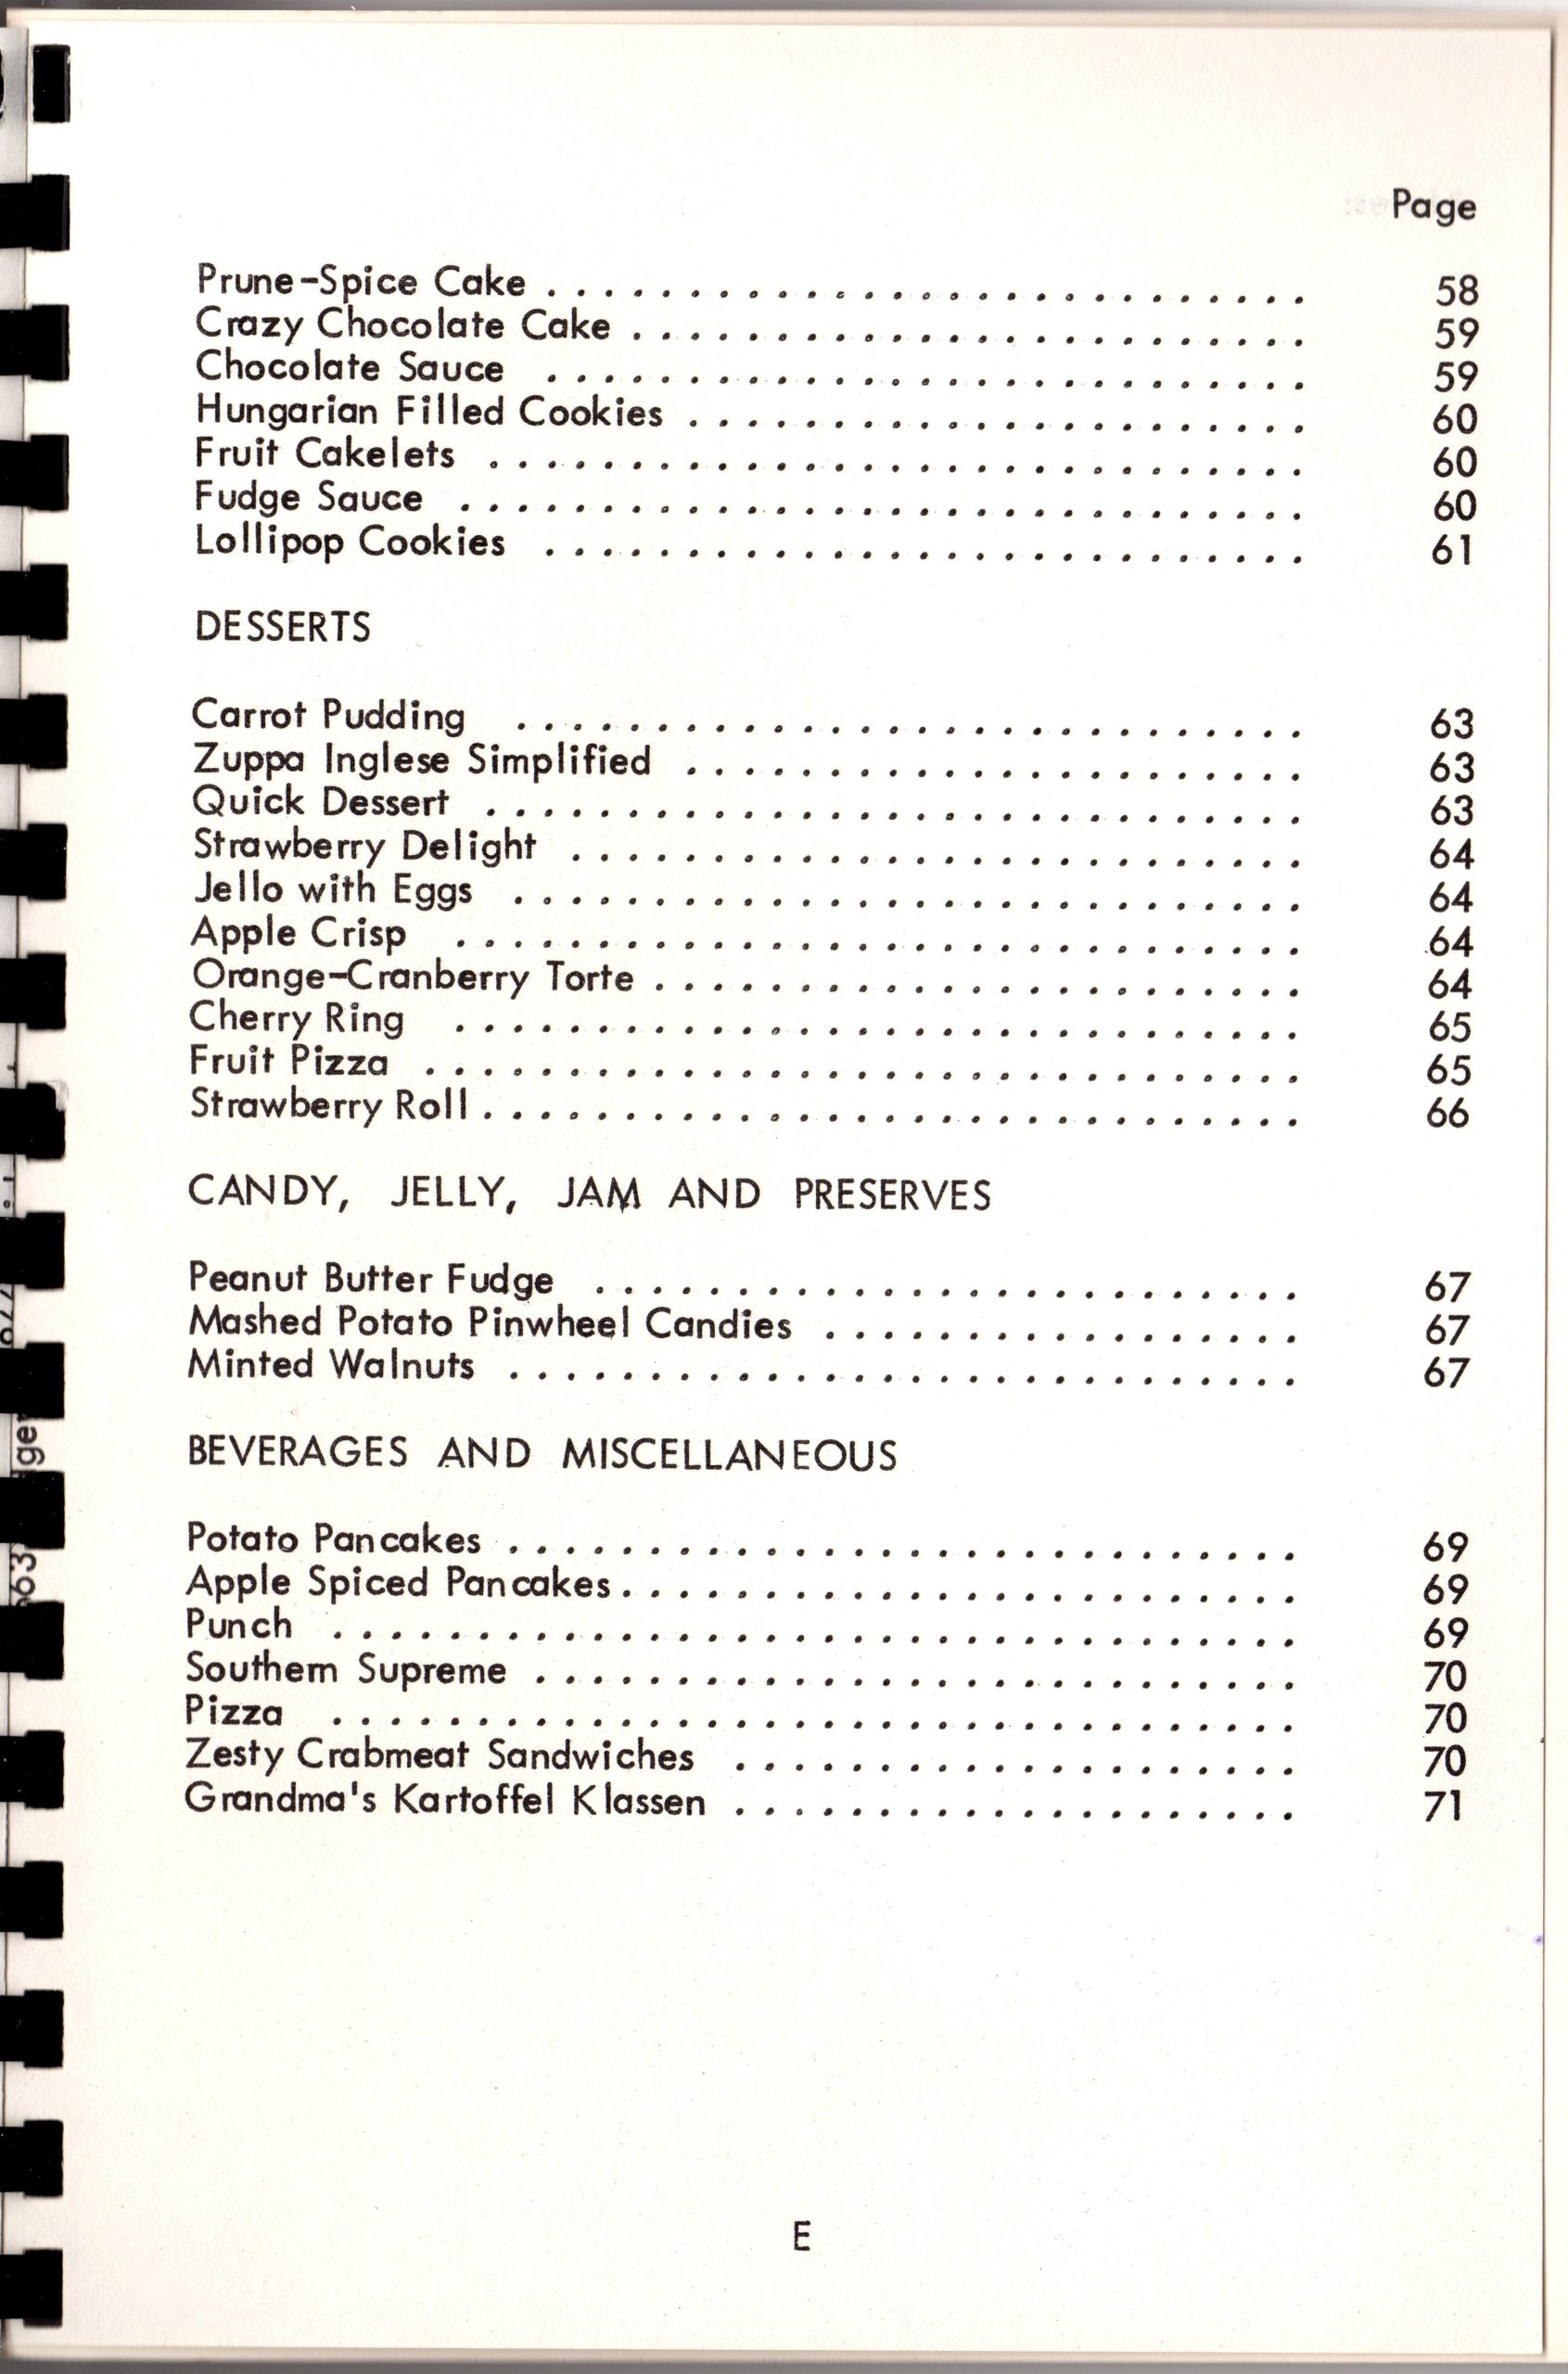 Page
Prune-Spice Cake . . . . . . . . . . . . . . . . . . . . . . . . . . . 58
Crazy Chocolate Cake . . . . . . . . . . . . . . . . . . . . . . . . 59
Chocolate Sauce . . . . . . . . . . . . . . . . . . . . . . . . . . . 59
Hungarian Filled Cookies . . . . . . . . . . . . . . . . . . . . . . 60
Fruit Cakelets . . . . . . . . . . . . . . . . . . . . . . . . . . . . . 60
Fudge Sauce . . . . . . . . . . . . . . . . . . . . . . . . . . . . . . 60
Lollipop Cookies . . . . . . . . . . . . . . . . . . . . . . . . . . . 61
DESSERTS
Carrot Pudding . . . . . . . . . . . . . . . . . . . . . . . . . . . . 63
Zuppa Inglese Simplified . . . . . . . . . . . . . . . . . . . . . . 63
Quick Dessert . . . . . . . . . . . . . . . . . . . . . . . . . . . . . 63
Strawberry Delight . . . . . . . . . . . . . . . . . . . . . . . . . . 64
Jello with Eggs . . . . . . . . . . . . . . . . . . . . . . . . . . . . 64
Apple Crisp . . . . . . . . . . . . . . . . . . . . . . . . . . . . . . 64
Orange-Cranberry Torte . . . . . . . . . . . . . . . . . . . . . . . 64
Cherry Ring . . . . . . . . . . . . . . . . . . . . . . . . . . . . . . 65
Fruit Pizza . . . . . . . . . . . . . . . . . . . . . . . . . . . . . . . 65
Strawberry Roll . . . . . . . . . . . . . . . . . . . . . . . . . . . . . 66
CANDY, JELLY, JAM AND PRESERVES
Peanut Butter Fudge . . . . . . . . . . . . . . . . . . . . . . . . . 67
Mashed Potato Pinwheel Candies . . . . . . . . . . . . . . . . . 67
Minted Walnuts . . . . . . . . . . . . . . . . . . . . . . . . . . . . 67
BEVERAGES AND MISCELLANEOUS
Potato Pancakes . . . . . . . . . . . . . . . . . . . . . . . . . . . . 69
Apple Spiced Pancakes . . . . . . . . . . . . . . . . . . . . . . . . 69
Punch . . . . . . . . . . . . . . . . . . . . . . . . . . . . . . . . . . 69
Southern Supreme . . . . . . . . . . . . . . . . . . . . . . . . . . . 70
Pizza . . . . . . . . . . . . . . . . . . . . . . . . . . . . . . . . . . 70
Zesty Crabmeat Sandwiches . . . . . . . . . . . . . . . . . . . . 70
Grandma's Kartoffel Klassen . . . . . . . . . . . . . . . . . . . . 71
E